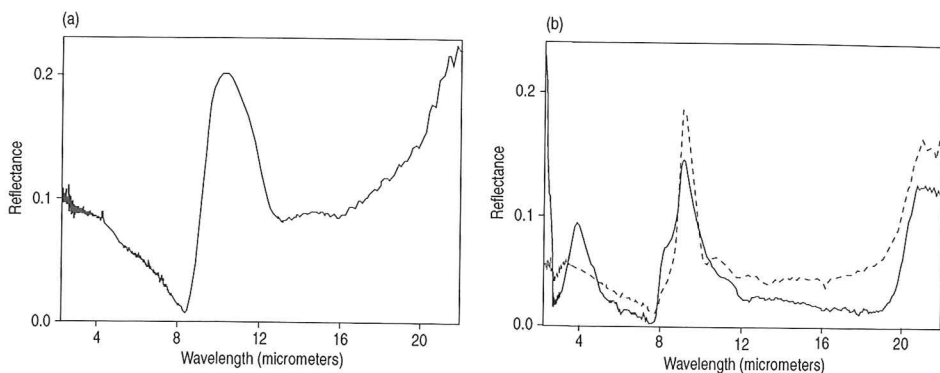 (a)
0.2
0.1
0.0
Reflectance
4 8 12 16 20
Wavelength (micrometers)
(b)
0.2
0.1
0.0
Reflectance
4 8 12 16 20
Wavelength (micrometers)